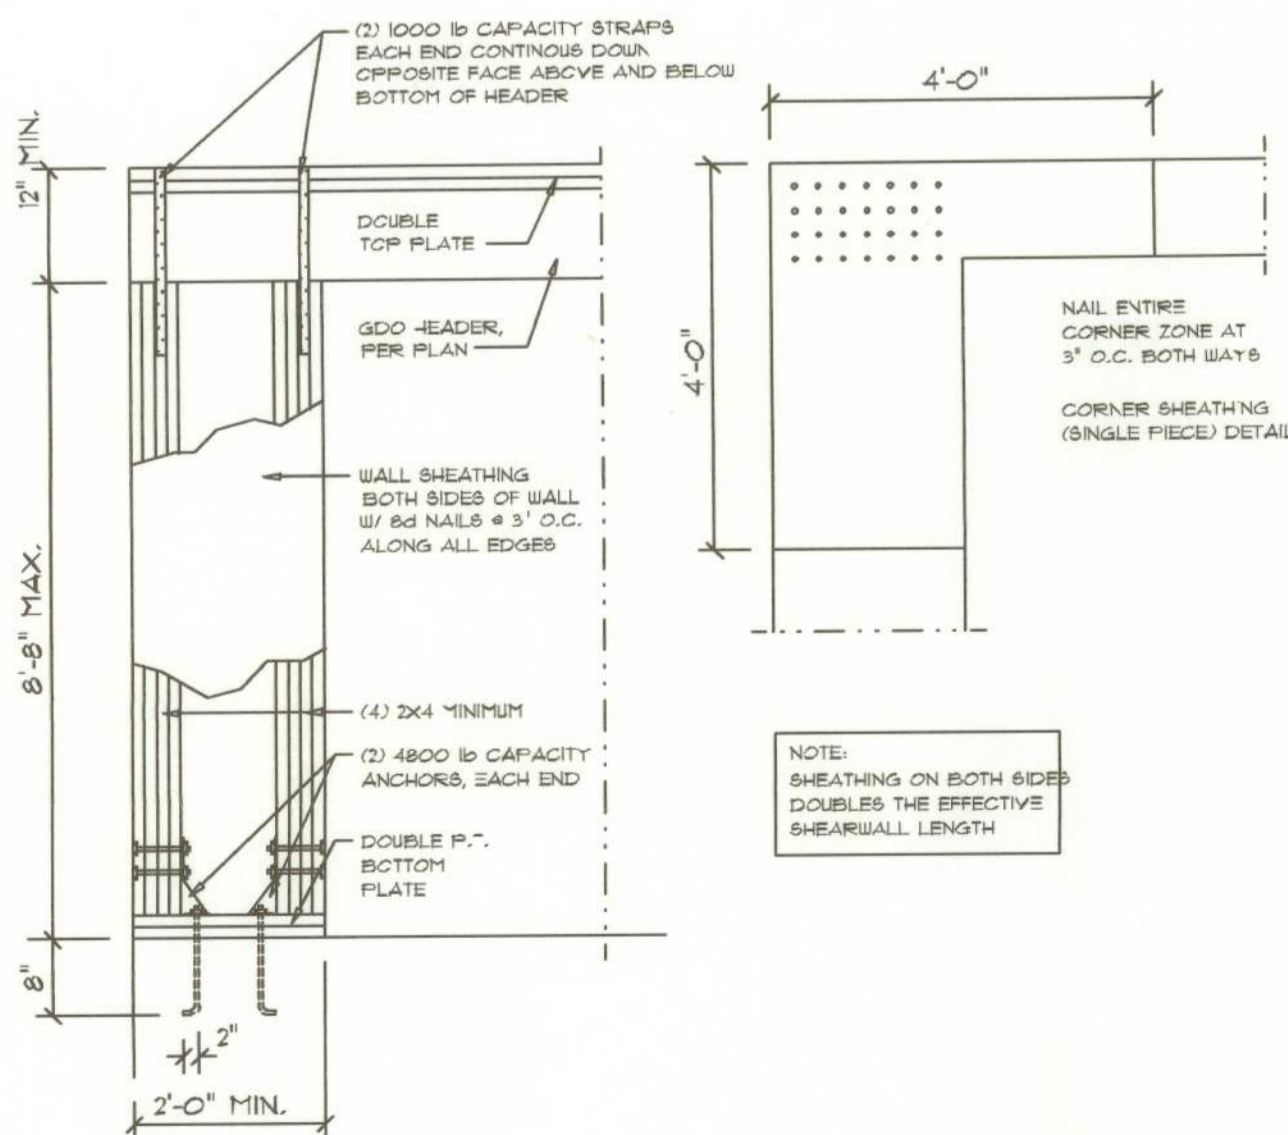 (2) 1000 lb CAPACITY STRAPS
EACH END CONTINOUS DOWN
OPPOSITE FACE ABOVE AND BELOW
BOTTOM OF HEADER
12" MIN.
DOUBLE
TOP PLATE
GDO HEADER,
PER PLAN
WALL SHEATHING
BOTH SIDES OF WALL
W/ 8d NAILS @ 3' O.C.
ALONG ALL EDGES
8'-8" MAX.
(4) 2X4 MINIMUM
(2) 4800 lb CAPACITY
ANCHORS, EACH END
DOUBLE P.T.
BOTTOM
PLATE
8"
2"
2'-0" MIN.
4'-0"
4'-0"
NAIL ENTIRE
CORNER ZONE AT
3" O.C. BOTH WAYS
CORNER SHEATHING
(SINGLE PIECE) DETAIL
NOTE:
SHEATHING ON BOTH SIDES
DOUBLES THE EFFECTIVE
SHEARWALL LENGTH